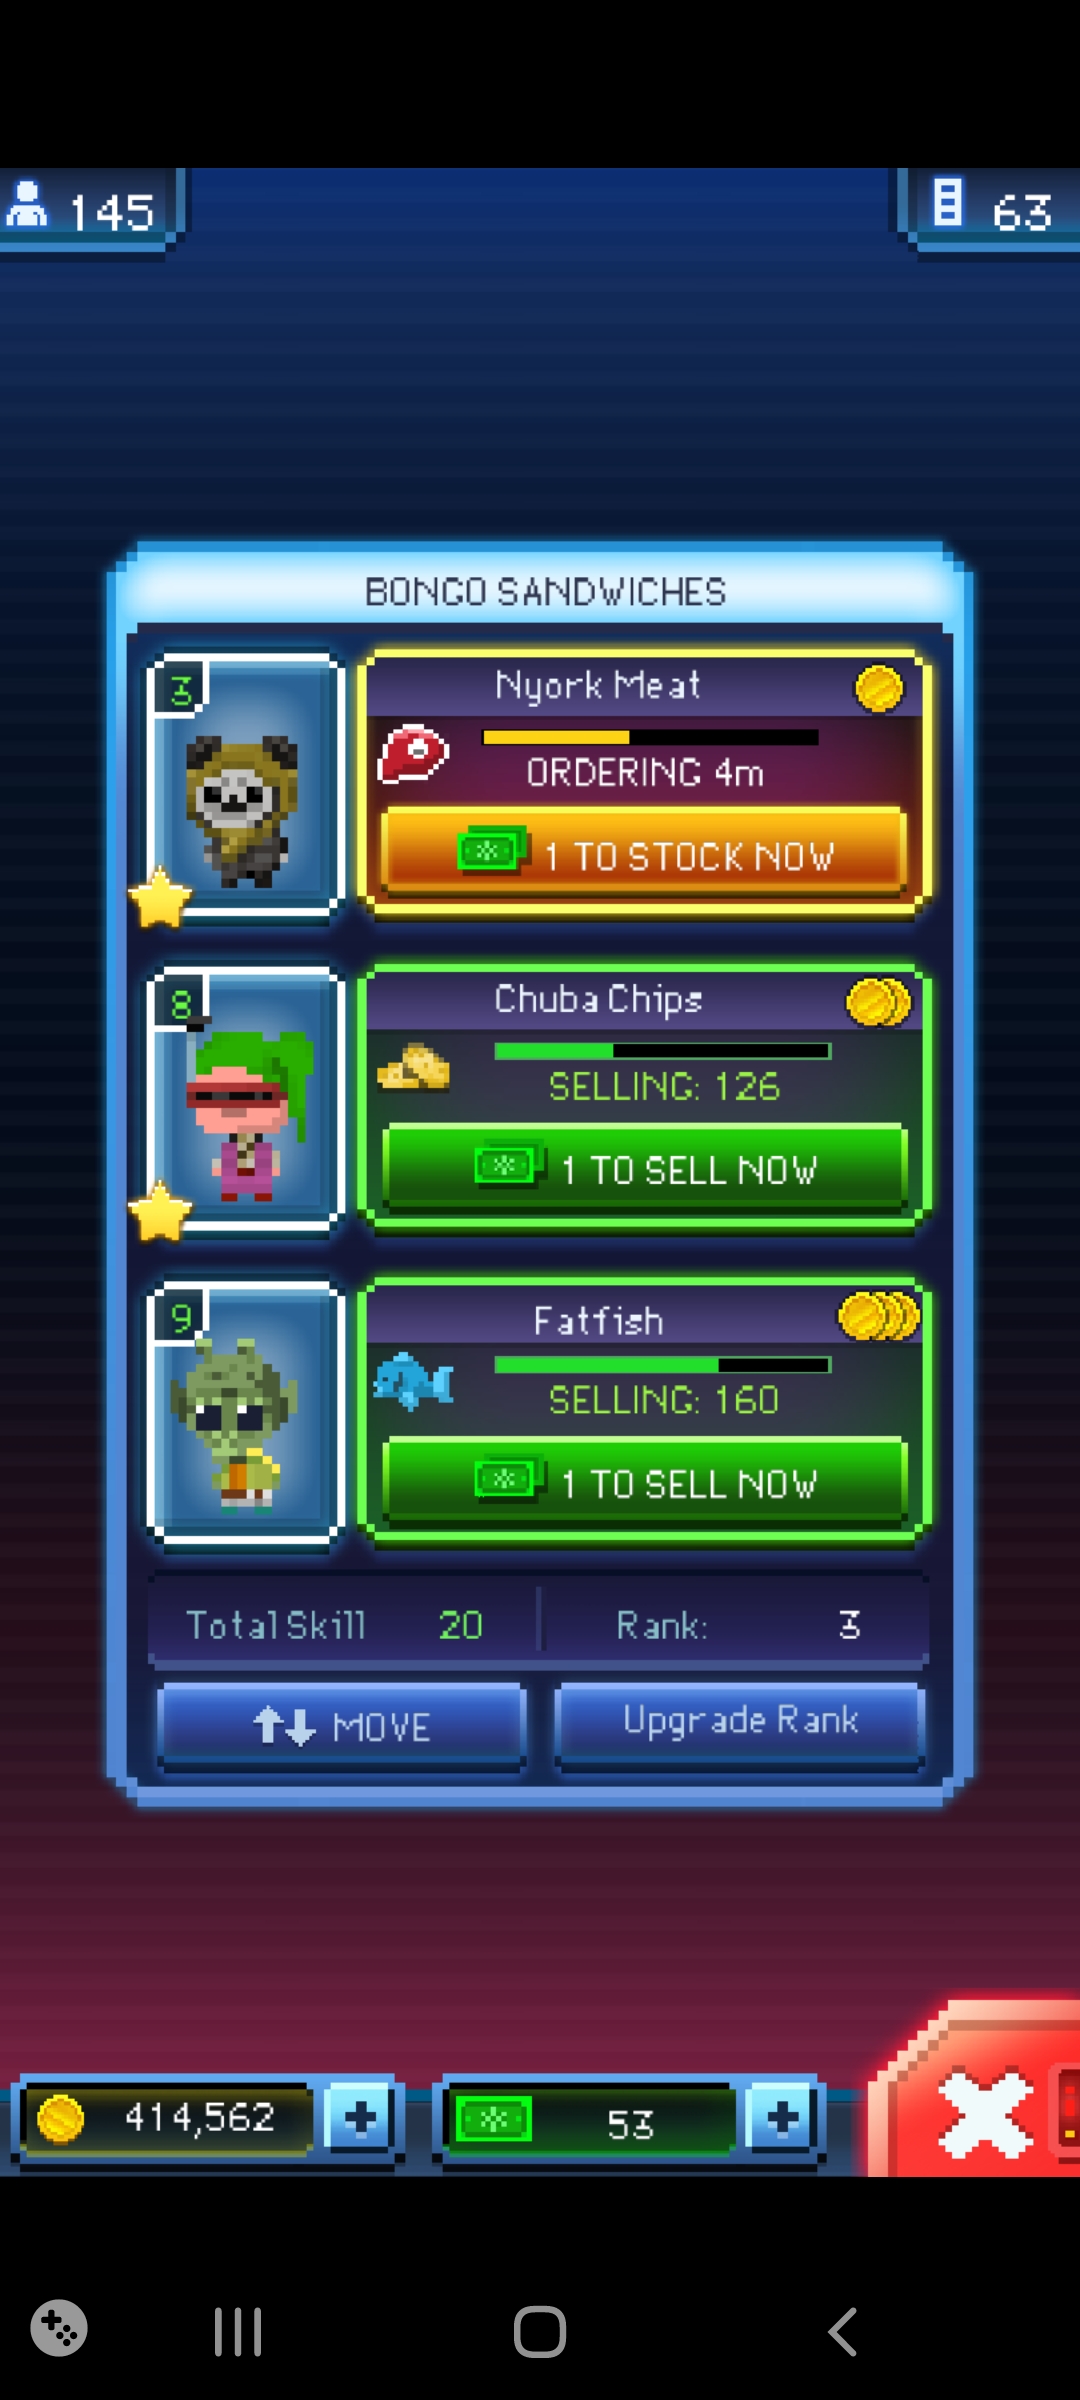 145
63
BONGO SANDWICHES
3
Nyork Meat
ORDERING 4m
1 TO STOCK NOW
8
Chuba Chips
SELLING: 126
1 TO SELL NOW
9
Fatfish
SELLING: 160
1 TO SELL NOW
Total Skill 20
Rank: 3
MOVE
Upgrade Rank
414,562
53